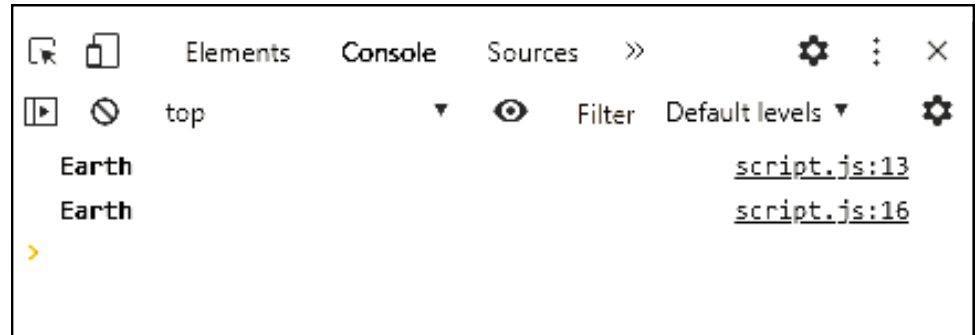 Elements Console Sources »
top Filter Default levels ▼
Earth script.js:13
Earth script.js:16
>